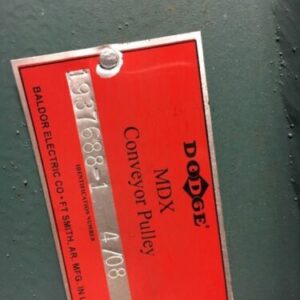 DODGE®
MDX
Conveyor Pulley
1937688-1 4/08
IDENTIFICATION NUMBER
BALDOR ELECTRIC CO • FT SMITH, AR. MFG. IN